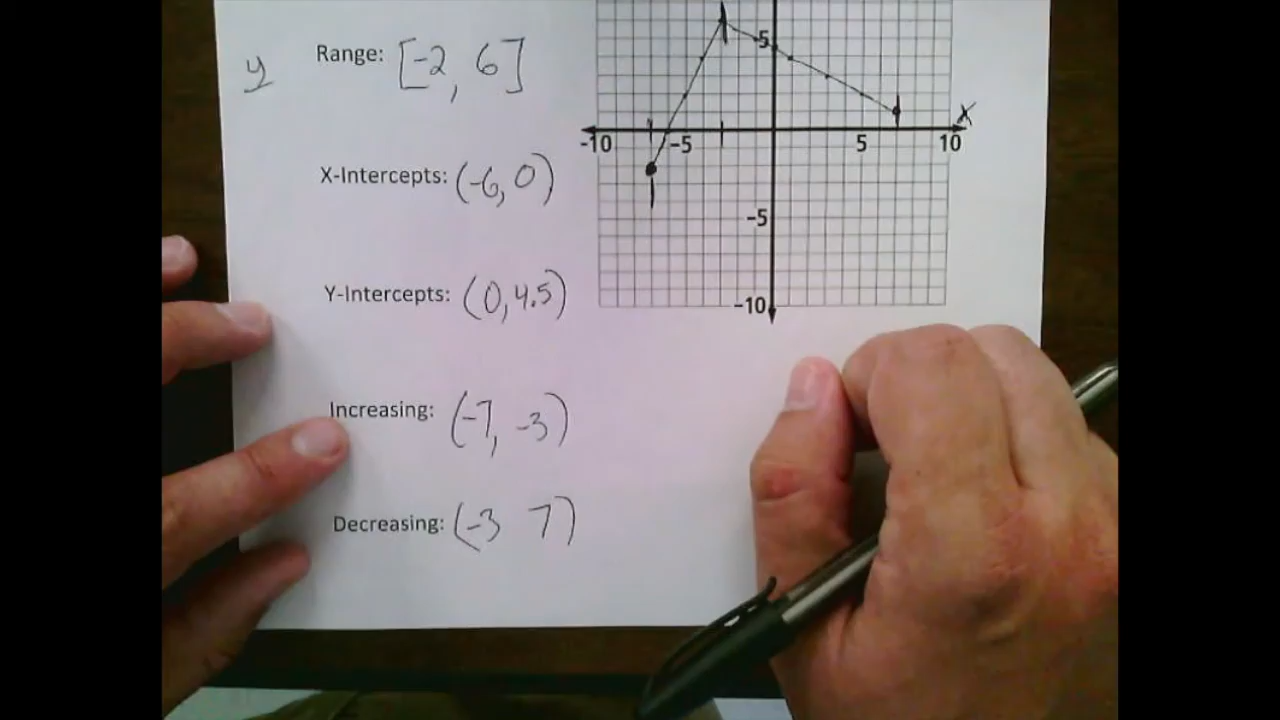 y Range: [-2, 6]
X-Intercepts: (-6, 0)
Y-Intercepts: (0, 4.5)
Increasing: (-7, -3)
Decreasing: (-3 7)
5
x
-10 -5 5 10
-5
-10